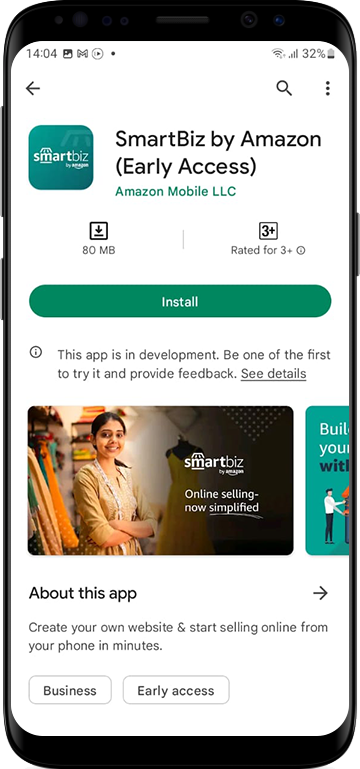 14:04
32%
smartbiz
by amazon
SmartBiz by Amazon
(Early Access)
Amazon Mobile LLC
80 MB
3+
Rated for 3+
Install
This app is in development. Be one of the first
to try it and provide feedback. See details
smartbiz
by amazon
Online selling-
now simplified
Buil
you
with
About this app
Create your own website & start selling online from
your phone in minutes.
Business
Early access